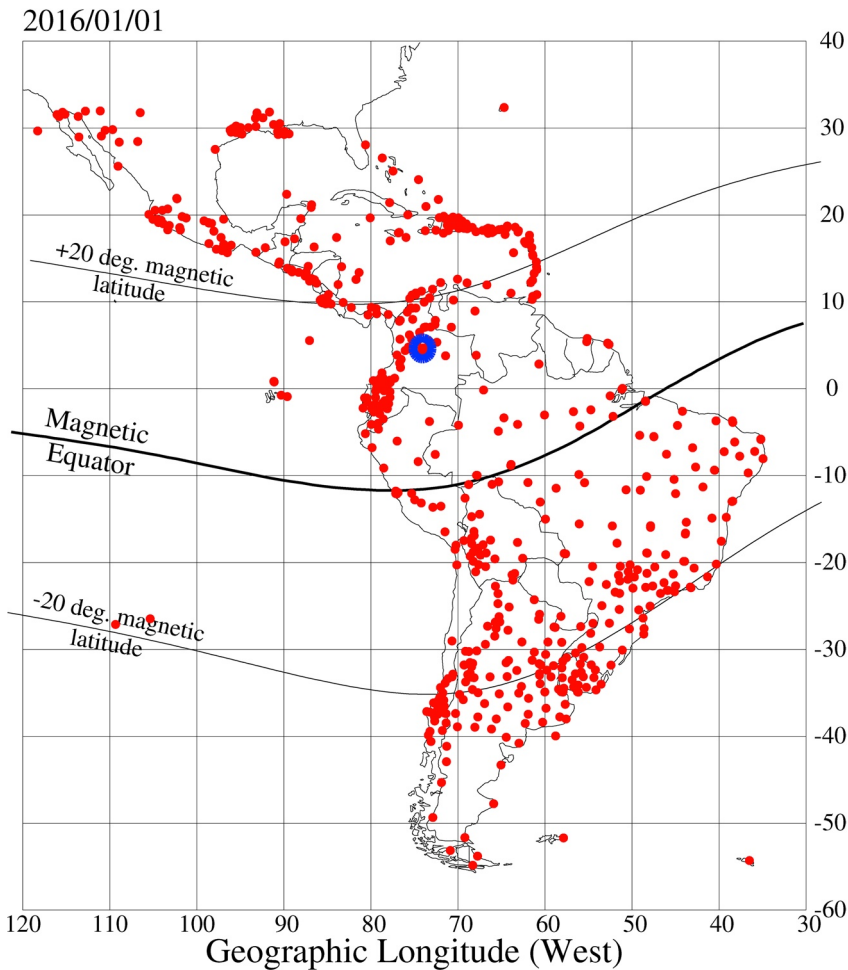 2016/01/01
40
30
20
+20 deg. magnetic
latitude
10
0
Magnetic
Equator
-10
-20
-20 deg. magnetic
latitude
-30
-40
-50
-60
120 110 100 90 80 70 60 50 40 30
Geographic Longitude (West)